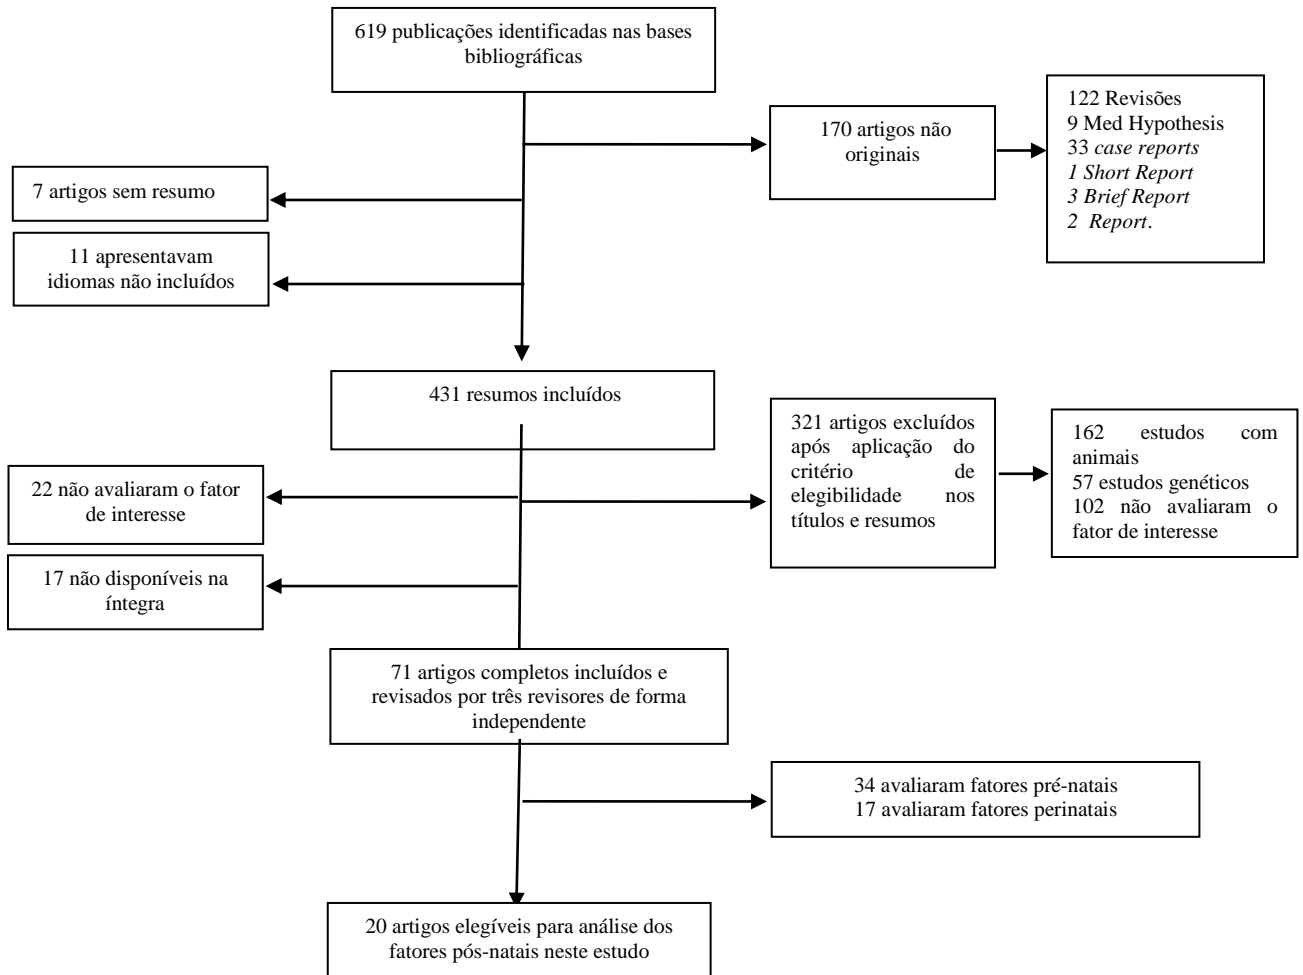 619 publicações identificadas nas bases
bibliográficas
170 artigos não
originais
122 Revisões
9 Med Hypothesis
33 case reports
1 Short Report
3 Brief Report
2 Report.
7 artigos sem resumo
11 apresentavam
idiomas não incluídos
431 resumos incluídos
321 artigos excluídos
após aplicação do
critério de
elegibilidade nos
títulos e resumos
162 estudos com
animais
57 estudos genéticos
102 não avaliaram o
fator de interesse
22 não avaliaram o fator
de interesse
17 não disponíveis na
íntegra
71 artigos completos incluídos e
revisados por três revisores de forma
independente
34 avaliaram fatores pré-natais
17 avaliaram fatores perinatais
20 artigos elegíveis para análise dos
fatores pós-natais neste estudo